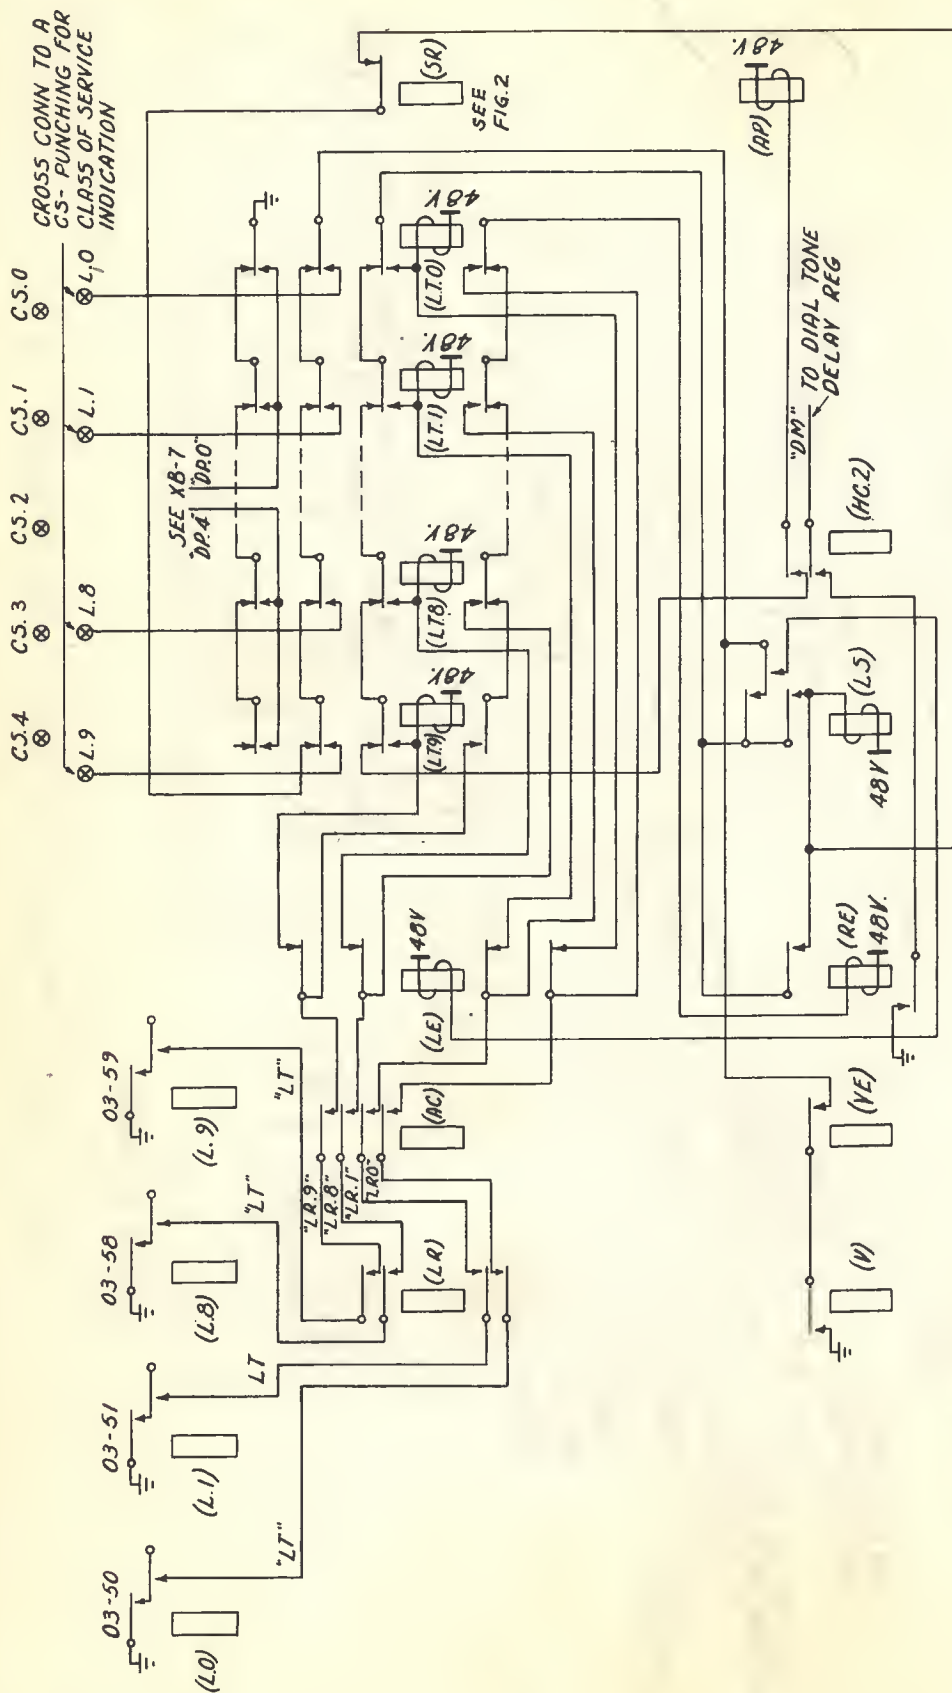 CROSS CONN TO A
CS- PUNCHING FOR
CLASS OF SERVICE
INDICATION
CS.4
CS.3
CS.2
CS.1
CS.0
L.9
L.8
L.1
L.0
SEE XB-7
"DP.4"
"DP.0"
(SR)
SEE
FIG.2
03-50
03-51
03-58
03-59
(L.0)
(L.1)
(L.8)
(L.9)
"LT"
LT
"LT"
"LT"
"LR.9"
"LR.8"
"LR.1"
"LR0"
(LR)
(AC)
(LE)
48V
(LT.9)
48V.
(LT.8)
48V.
(LT.1)
48V.
(LT.0)
48V.
(V)
(VE)
(RE)
48V.
(LS)
48V
(HC.2)
"DM"
TO DIAL TONE
DELAY REG
(AP)
48V.